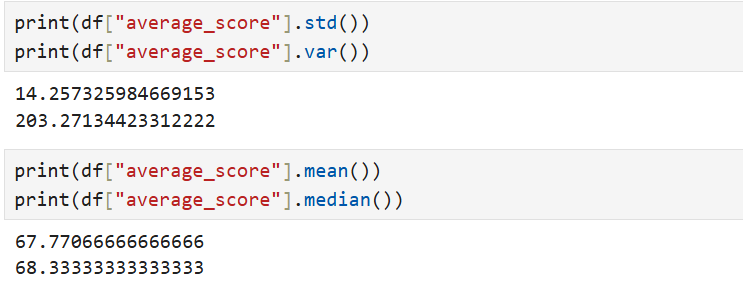 print(df["average_score"].std())
print(df["average_score"].var())
14.257325984669153
203.27134423312222
print(df["average_score"].mean())
print(df["average_score"].median())
67.77066666666666
68.33333333333333